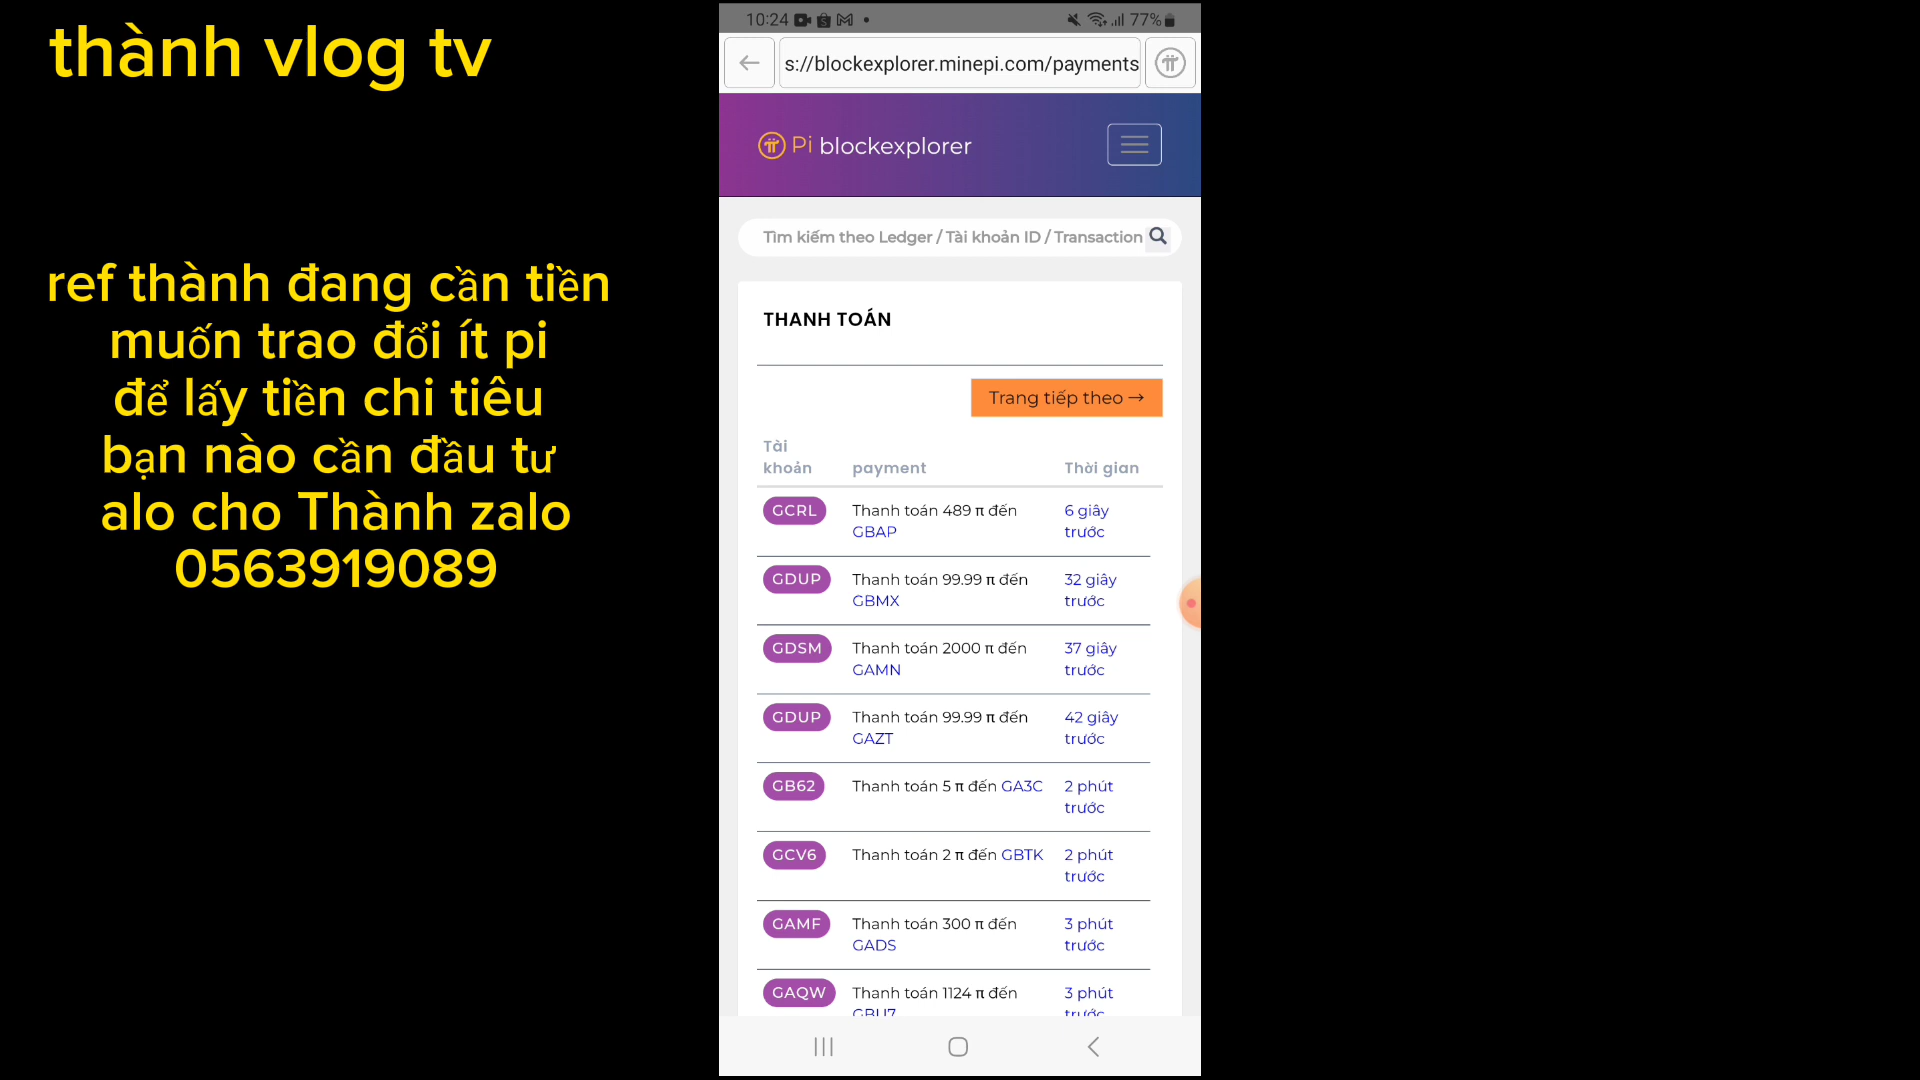 thành vlog tv
ref thành đang cần tiền
muốn trao đổi ít pi
để lấy tiền chi tiêu
bạn nào cần đầu tư
alo cho Thành zalo
0563919089
10:24
77%
s://blockexplorer.minepi.com/payments
Pi blockexplorer
Tìm kiếm theo Ledger / Tài khoản ID / Transaction
THANH TOÁN
Trang tiếp theo →
Tài
khoản payment Thời gian
GCRL Thanh toán 489 π đến 6 giây
GBAP trước
GDUP Thanh toán 99.99 π đến 32 giây
GBMX trước
GDSM Thanh toán 2000 π đến 37 giây
GAMN trước
GDUP Thanh toán 99.99 π đến 42 giây
GAZT trước
GB62 Thanh toán 5 π đến GA3C 2 phút
trước
GCV6 Thanh toán 2 π đến GBTK 2 phút
trước
GAMF Thanh toán 300 π đến 3 phút
GADS trước
GAQW Thanh toán 1124 π đến 3 phút
GBU7 trước